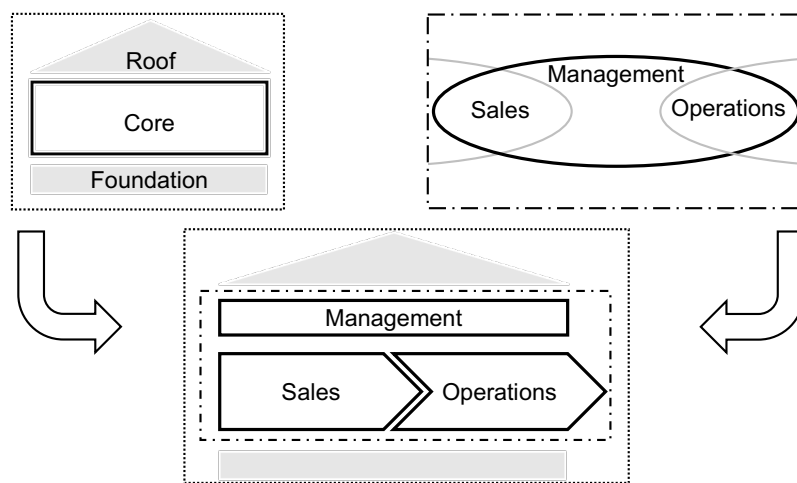 Roof
Core
Foundation
Management
Sales
Operations
Management
Sales
Operations